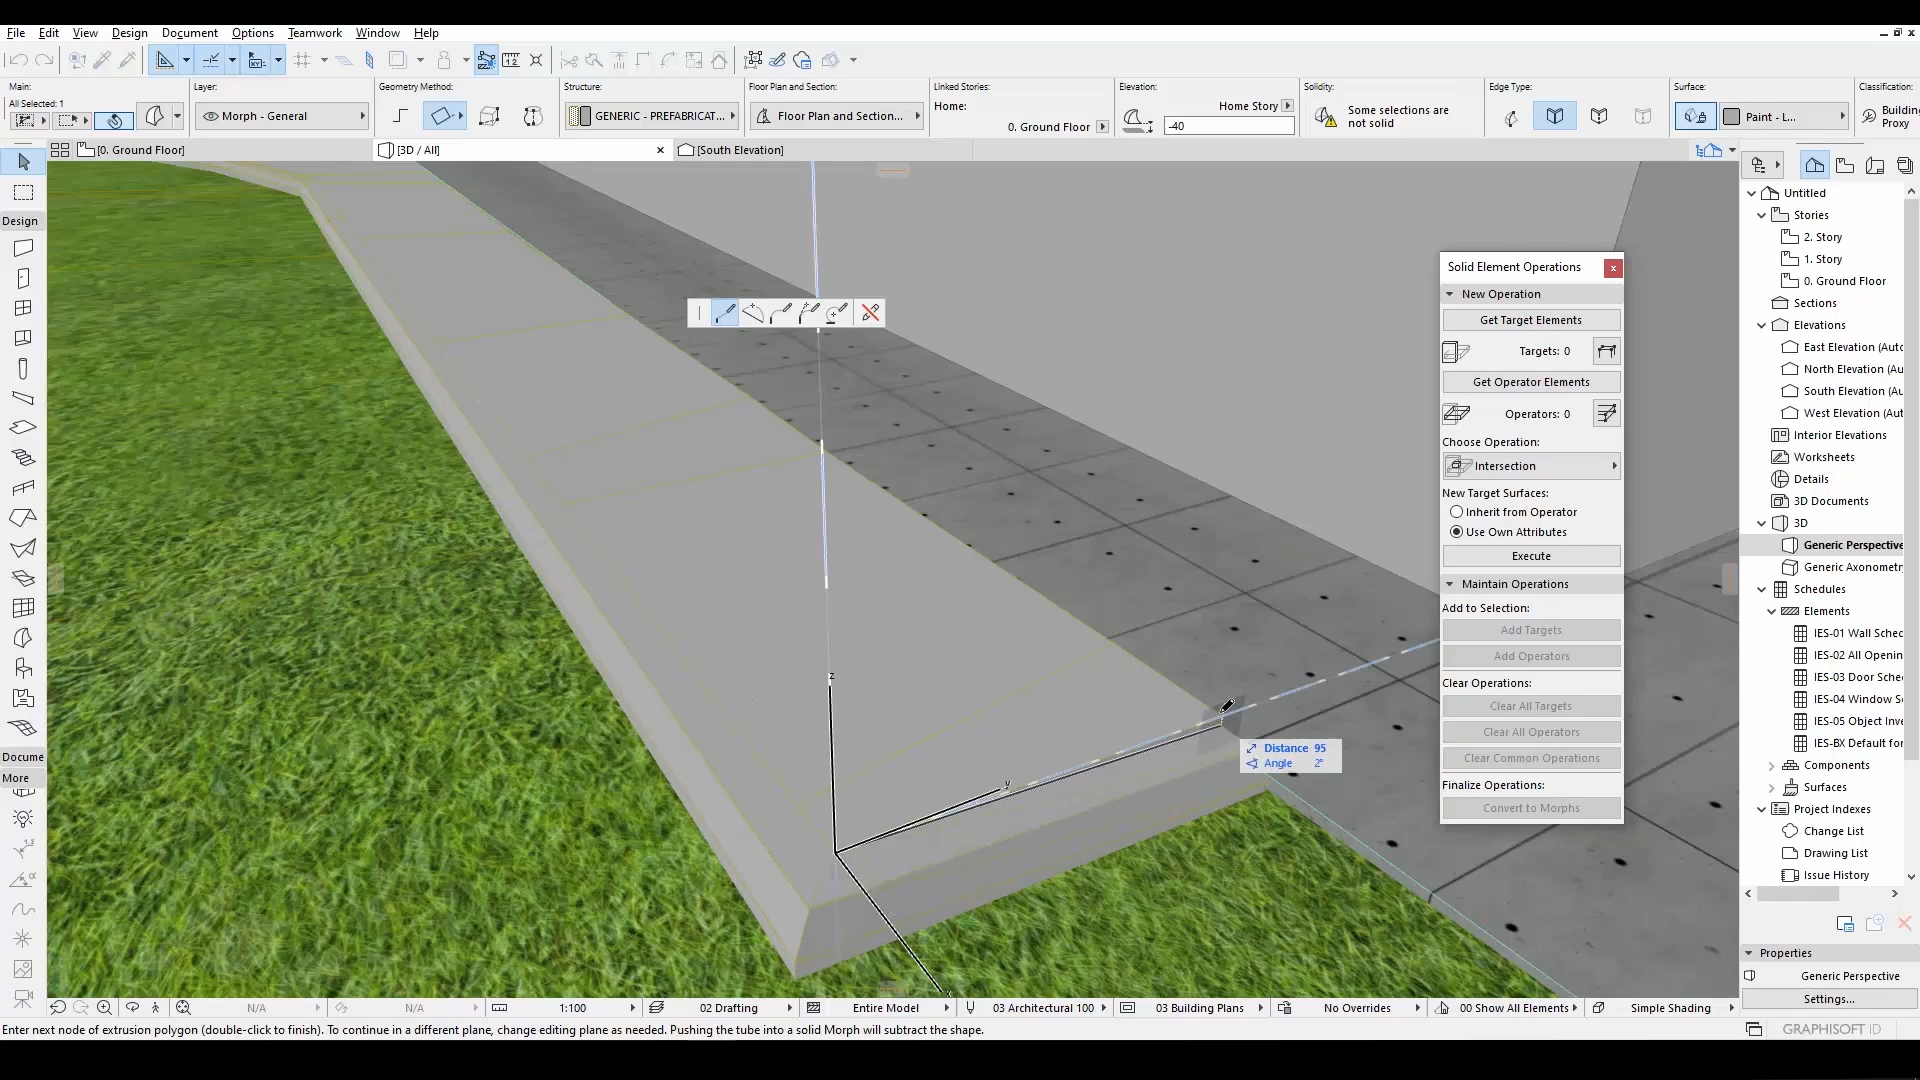 File Edit View Design Document Options Teamwork Window Help
Main:
All Selected: 1
Layer:
Morph - General
Geometry Method:
Structure:
GENERIC - PREFABRICAT...
Floor Plan and Section:
Floor Plan and Section...
Linked Stories:
Home:
0. Ground Floor
Elevation:
Home Story
-40
Solidity:
Some selections are
not solid
Edge Type:
Surface:
Paint - L...
Classification:
Building
Proxy
[0. Ground Floor]
[3D / All]
[South Elevation]
Design
Docume
More
z
y
x
Distance 95
Angle 2°
Solid Element Operations
New Operation
Get Target Elements
Targets: 0
Get Operator Elements
Operators: 0
Choose Operation:
Intersection
New Target Surfaces:
Inherit from Operator
Use Own Attributes
Execute
Maintain Operations
Add to Selection:
Add Targets
Add Operators
Clear Operations:
Clear All Targets
Clear All Operators
Clear Common Operations
Finalize Operations:
Convert to Morphs
Untitled
Stories
2. Story
1. Story
0. Ground Floor
Sections
Elevations
East Elevation (Autc
North Elevation (Au
South Elevation (Au
West Elevation (Aut
Interior Elevations
Worksheets
Details
3D Documents
3D
Generic Perspective
Generic Axonometr
Schedules
Elements
IES-01 Wall Sched
IES-02 All Openin
IES-03 Door Sche
IES-04 Window S
IES-05 Object Inve
IES-BX Default for
Components
Surfaces
Project Indexes
Change List
Drawing List
Issue History
Properties
Generic Perspective
Settings...
N/A
N/A
1:100
02 Drafting
Entire Model
03 Architectural 100
03 Building Plans
No Overrides
00 Show All Elements
Simple Shading
Enter next node of extrusion polygon (double-click to finish). To continue in a different plane, change editing plane as needed. Pushing the tube into a solid Morph will subtract the shape.
GRAPHISOFT ID